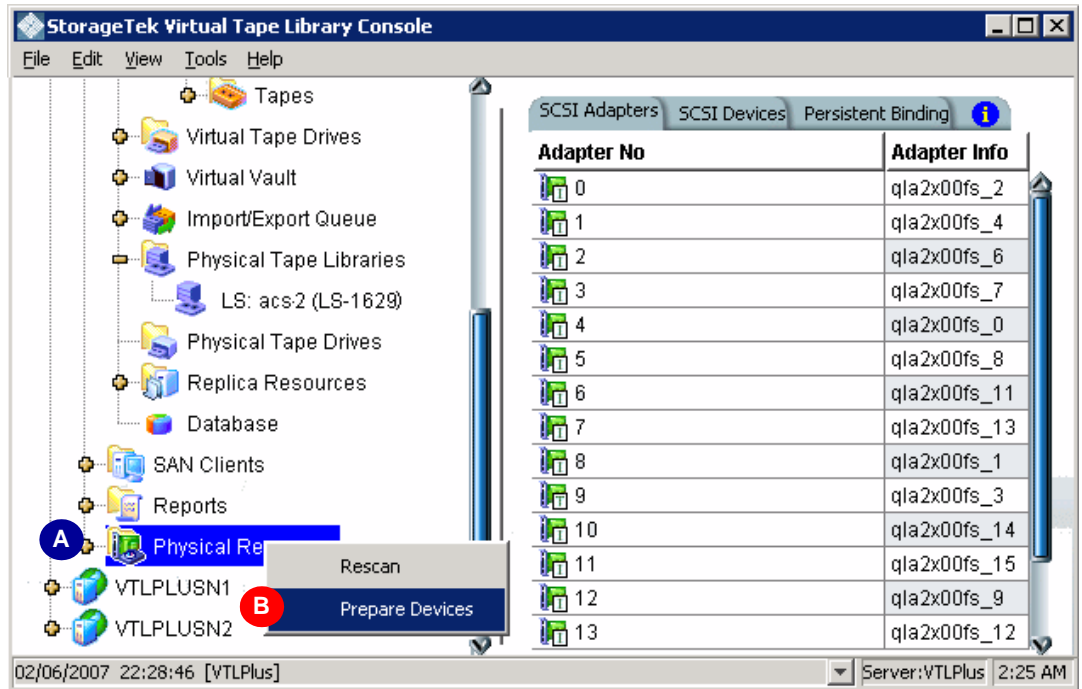 StorageTek Virtual Tape Library Console
File Edit View Tools Help
Tapes
Virtual Tape Drives
Virtual Vault
Import/Export Queue
Physical Tape Libraries
LS: acs-2 (LS-1629)
Physical Tape Drives
Replica Resources
Database
SAN Clients
Reports
A
Physical Re
VTLPLUSN1
VTLPLUSN2
Rescan
B
Prepare Devices
SCSI Adapters SCSI Devices Persistent Binding i
Adapter No Adapter Info
0 qla2x00fs_2
1 qla2x00fs_4
2 qla2x00fs_6
3 qla2x00fs_7
4 qla2x00fs_0
5 qla2x00fs_8
6 qla2x00fs_11
7 qla2x00fs_13
8 qla2x00fs_1
9 qla2x00fs_3
10 qla2x00fs_14
11 qla2x00fs_15
12 qla2x00fs_9
13 qla2x00fs_12
02/06/2007 22:28:46 [VTLPlus] Server:VTLPlus 2:25 AM